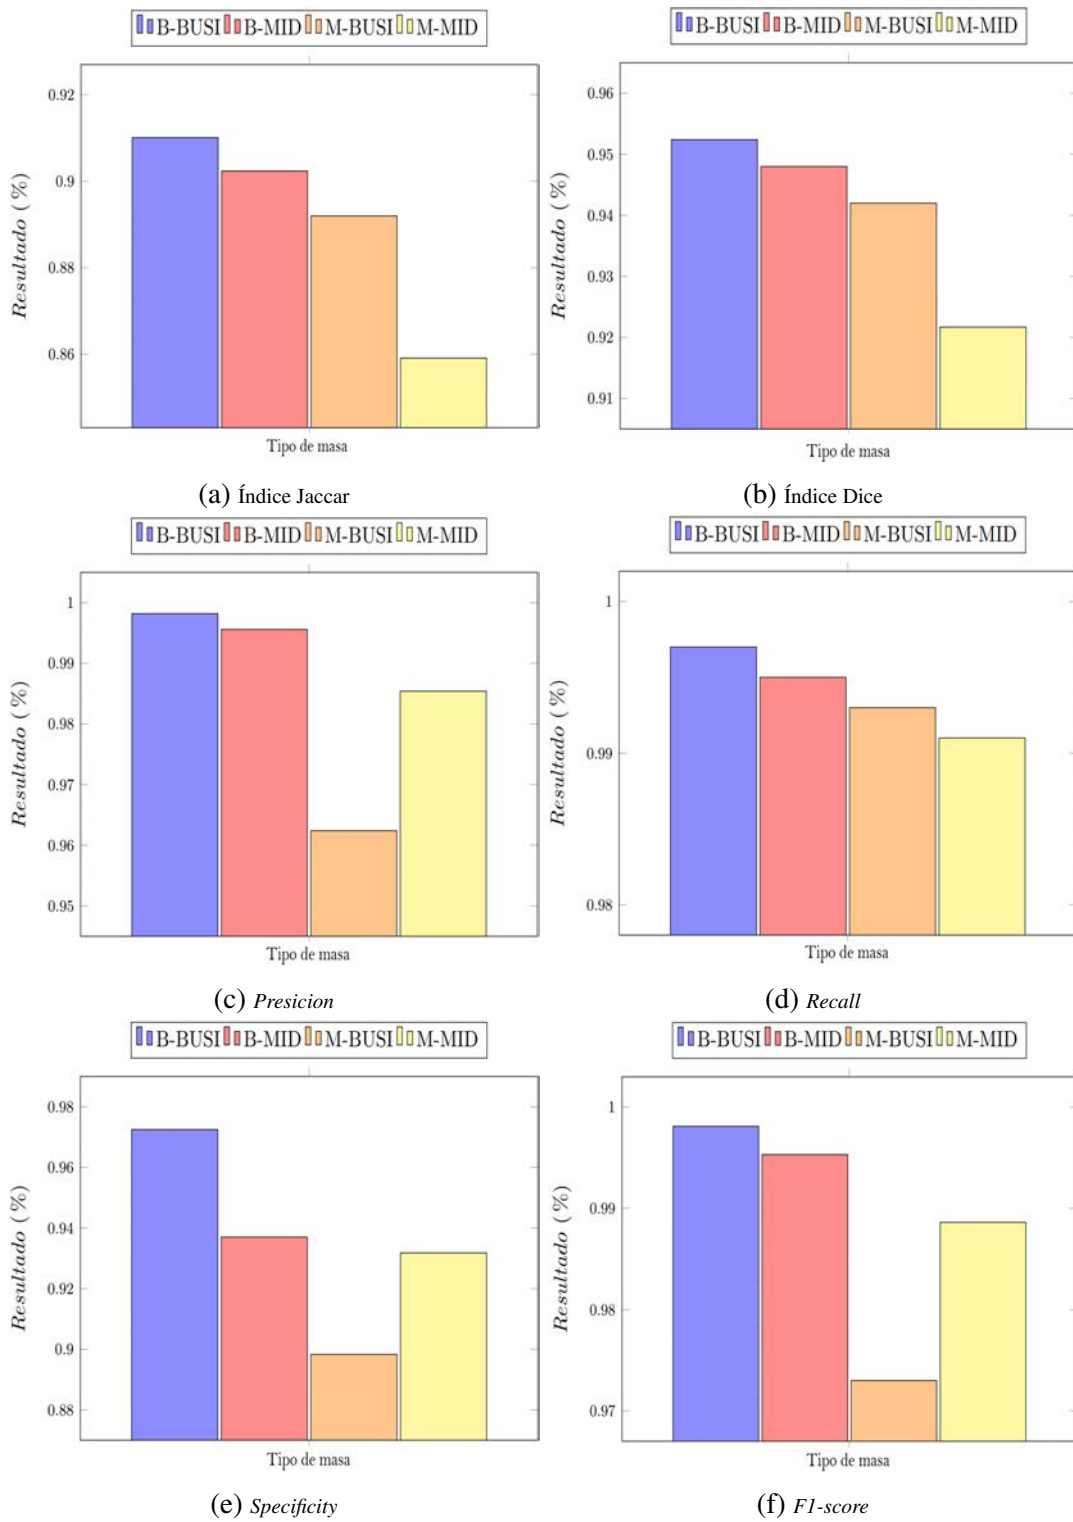 B-BUSI B-MID M-BUSI M-MID
0.92
0.9
0.88
0.86
Resultado (%)
Tipo de masa
(a) Índice Jaccar
B-BUSI B-MID M-BUSI M-MID
0.96
0.95
0.94
0.93
0.92
0.91
Resultado (%)
Tipo de masa
(b) Índice Dice
B-BUSI B-MID M-BUSI M-MID
1
0.99
0.98
0.97
0.96
0.95
Resultado (%)
Tipo de masa
(c) Presicion
B-BUSI B-MID M-BUSI M-MID
1
0.99
0.98
Resultado (%)
Tipo de masa
(d) Recall
B-BUSI B-MID M-BUSI M-MID
0.98
0.96
0.94
0.92
0.9
0.88
Resultado (%)
Tipo de masa
(e) Specificity
B-BUSI B-MID M-BUSI M-MID
1
0.99
0.98
0.97
Resultado (%)
Tipo de masa
(f) F1-score